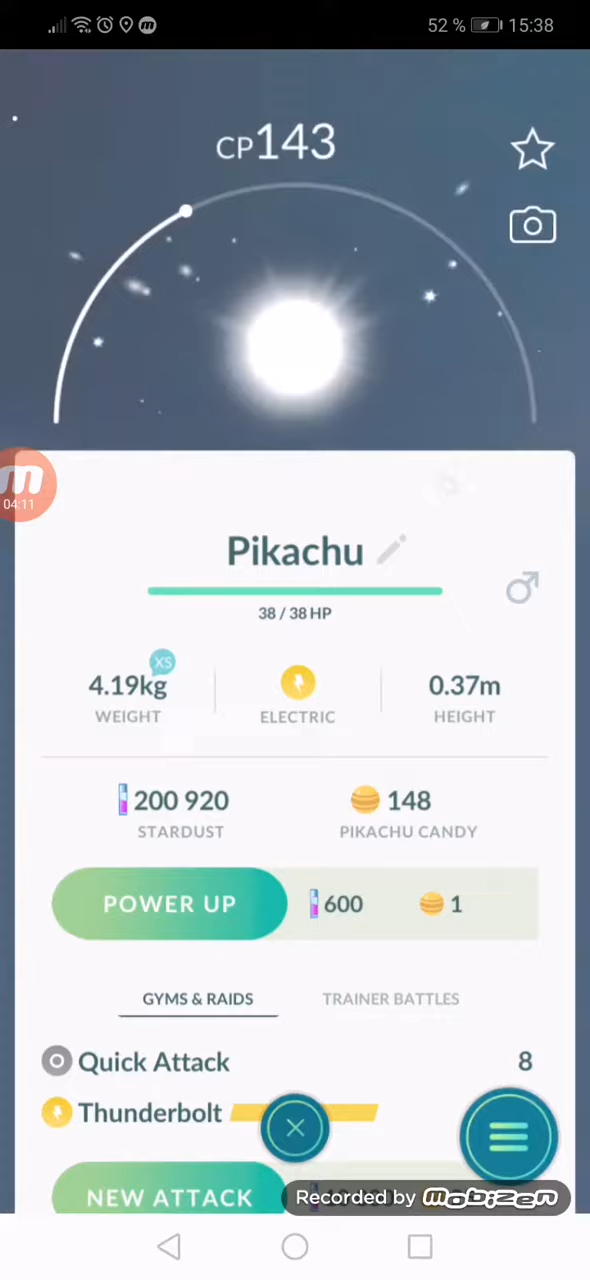 52 % 15:38
CP143
m
04:11
Pikachu
38 / 38 HP
XS
4.19kg 0.37m
WEIGHT ELECTRIC HEIGHT
200 920 148
STARDUST PIKACHU CANDY
POWER UP 600 1
GYMS & RAIDS TRAINER BATTLES
Quick Attack 8
Thunderbolt
NEW ATTACK
Recorded by mobizen